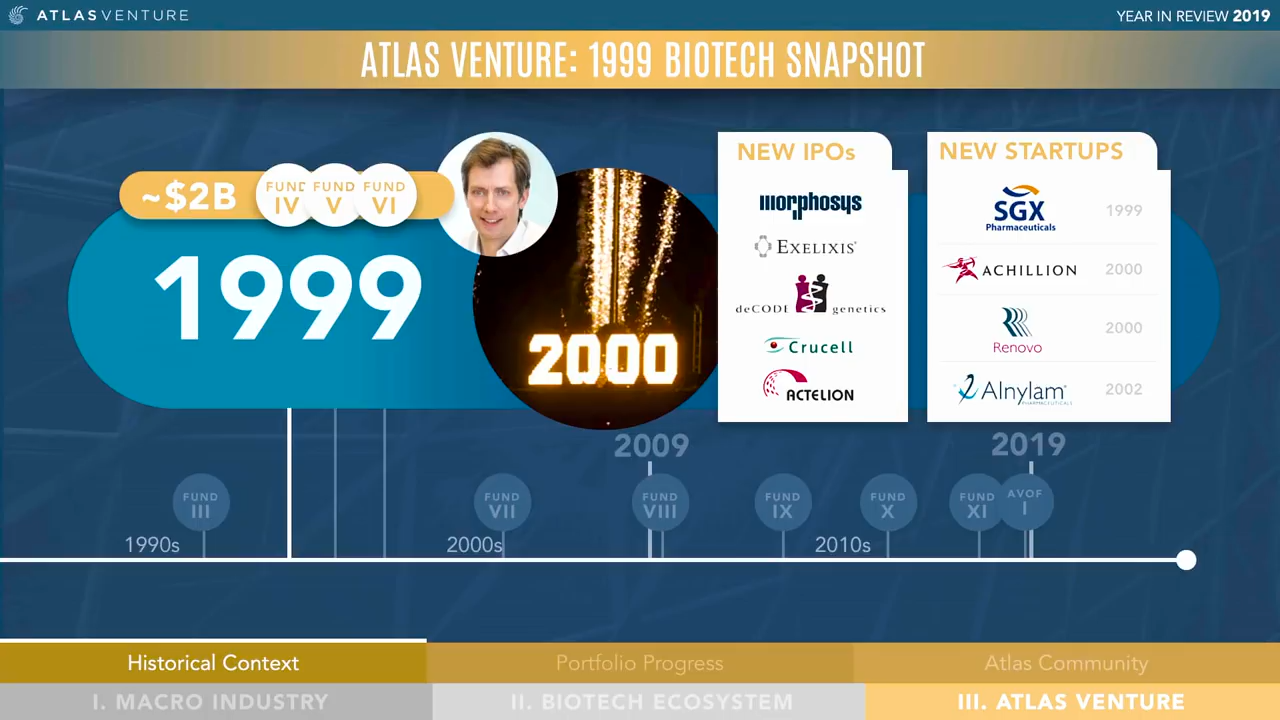 ATLAS VENTURE
YEAR IN REVIEW 2019
ATLAS VENTURE: 1999 BIOTECH SNAPSHOT
~$2B
FUND IV
FUND V
FUND VI
1999
2000
NEW IPOs
morphosys
EXELIXIS
deCODE genetics
Crucell
ACTELION
NEW STARTUPS
SGX Pharmaceuticals 1999
ACHILLION 2000
Renovo 2000
Alnylam PHARMACEUTICALS 2002
2009
2019
FUND III
FUND VII
FUND VIII
FUND IX
FUND X
FUND XI
AVOF I
1990s
2000s
2010s
Historical Context
Portfolio Progress
Atlas Community
I. MACRO INDUSTRY
II. BIOTECH ECOSYSTEM
III. ATLAS VENTURE